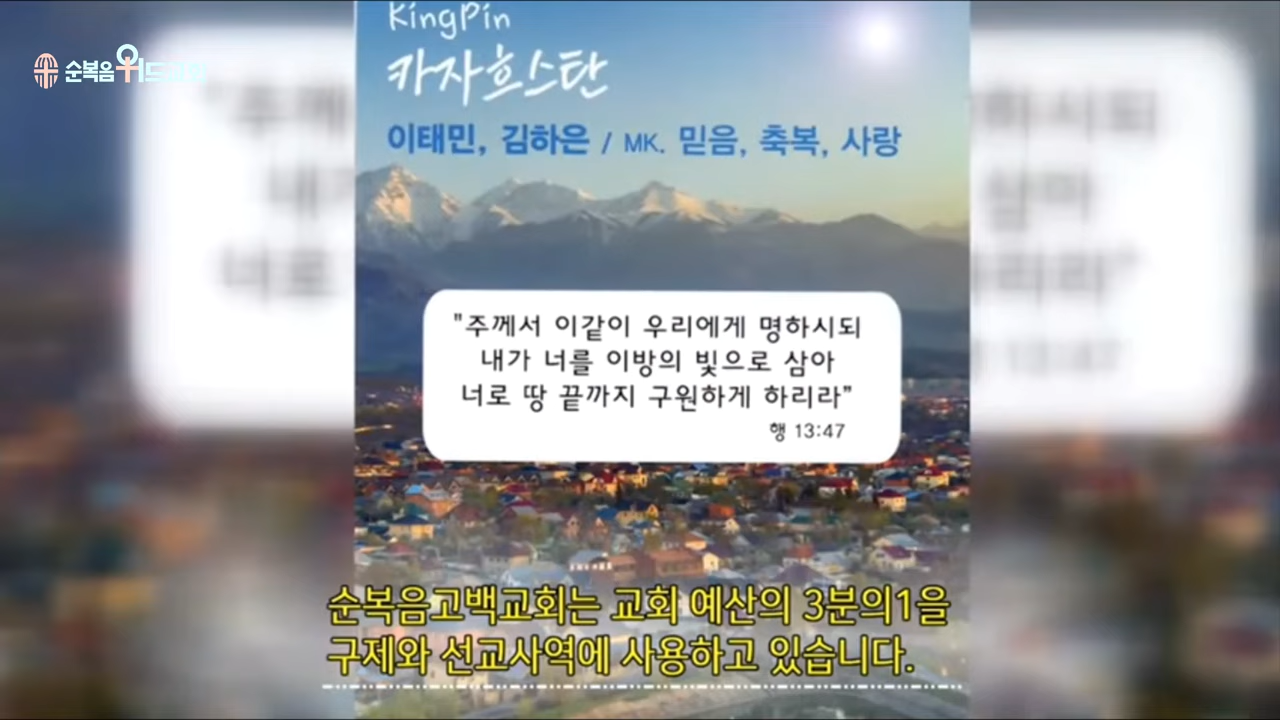 순복음위드교회
KingPin
카자흐스탄
이태민, 김하은 / MK. 믿음, 축복, 사랑
"주께서 이같이 우리에게 명하시되
내가 너를 이방의 빛으로 삼아
너로 땅 끝까지 구원하게 하리라”
행 13:47
순복음고백교회는 교회 예산의 3분의1을
구제와 선교사역에 사용하고 있습니다.